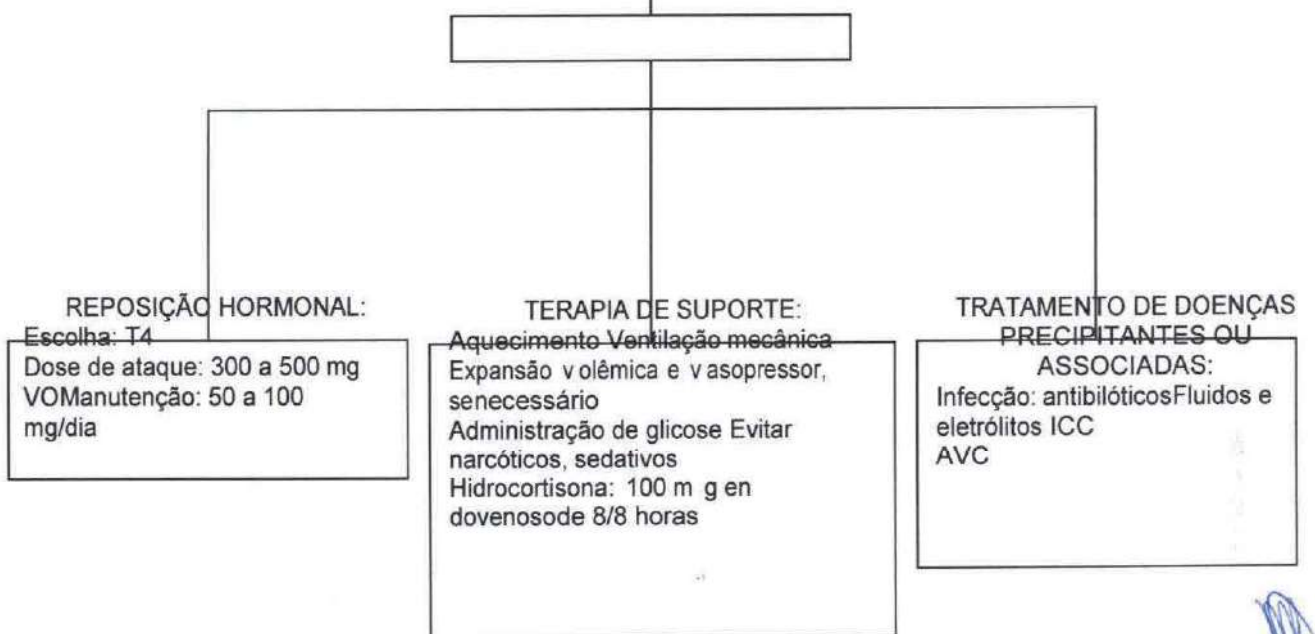 REPOSIÇÃO HORMONAL:
Escolha: T4
Dose de ataque: 300 a 500 mg
VOManutenção: 50 a 100
mg/dia
TERAPIA DE SUPORTE:
Aquecimento Ventilação mecânica
Expansão v olêmica e v asopressor,
senecessário
Administração de glicose Evitar
narcóticos, sedativos
Hidrocortisona: 100 m g en
dovenosode 8/8 horas
TRATAMENTO DE DOENÇAS
PRECIPITANTES OU
ASSOCIADAS:
Infecção: antibilóticosFluidos e
eletrólitos ICC
AVC